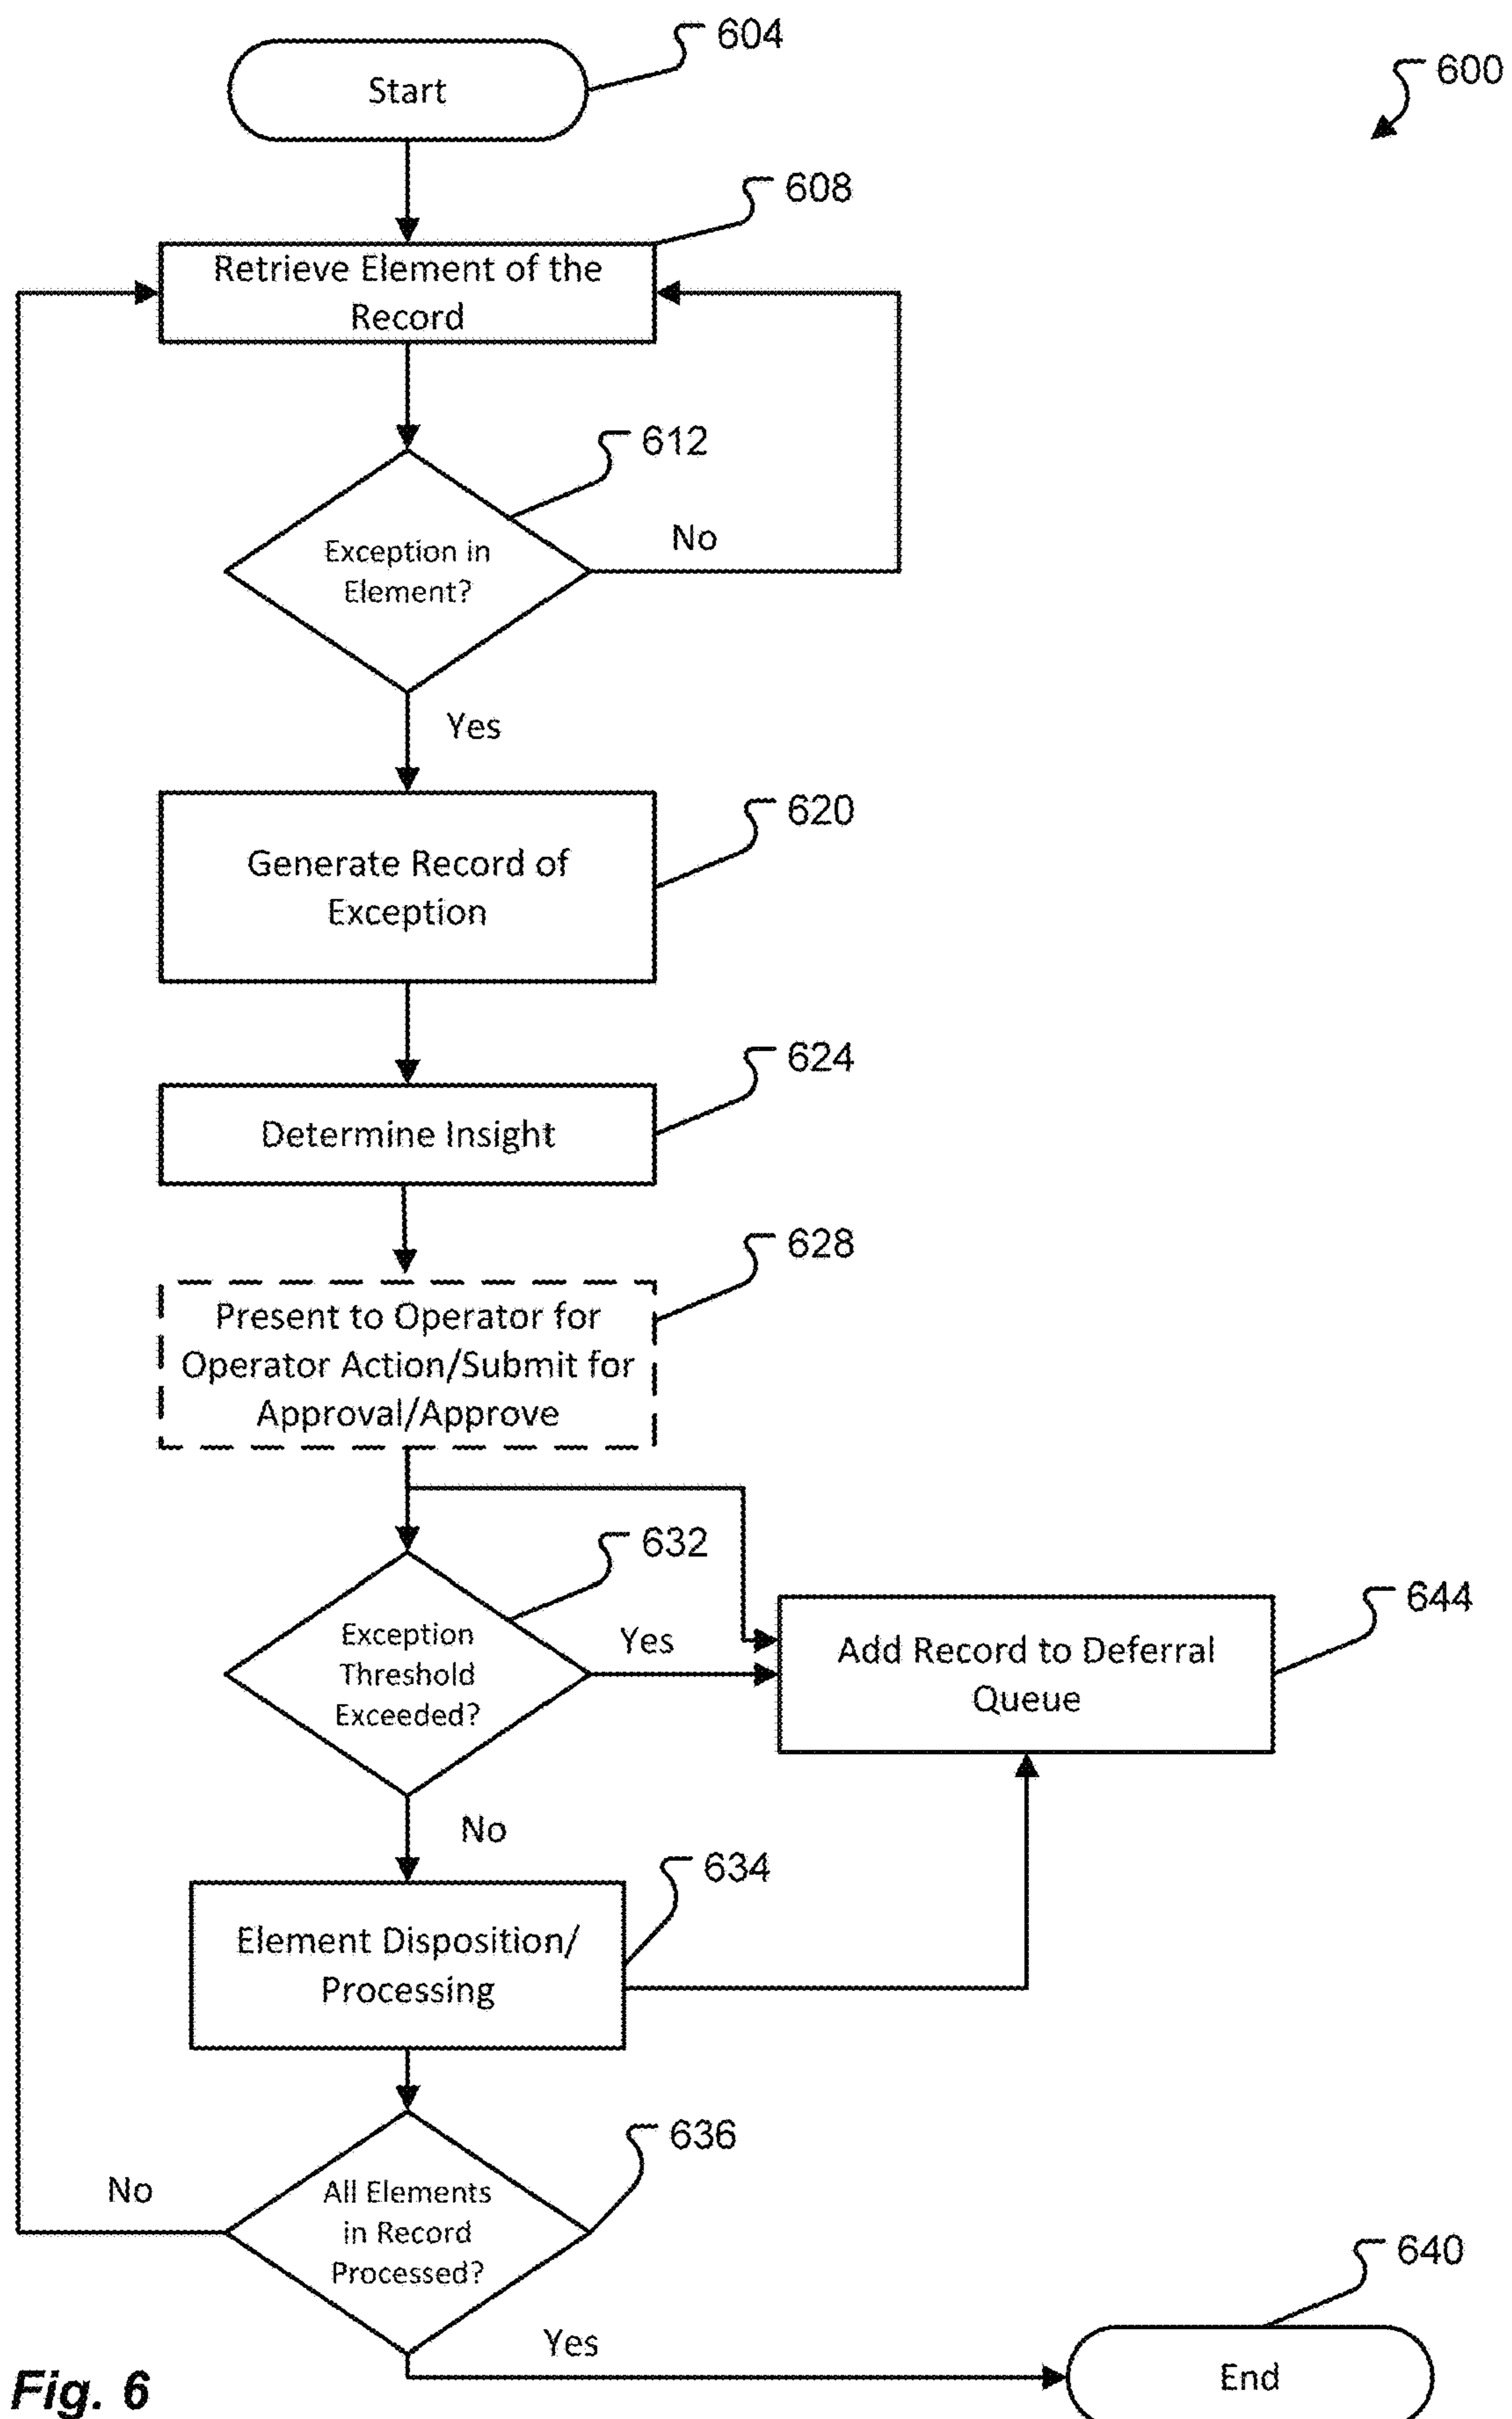 604
Start
600
608
Retrieve Element of the
Record
612
Exception in
Element?
No
Yes
620
Generate Record of
Exception
624
Determine Insight
628
Present to Operator for
Operator Action/Submit for
Approval/Approve
632
Exception
Threshold
Exceeded?
Yes
644
Add Record to Deferral
Queue
No
634
Element Disposition/
Processing
636
All Elements
in Record
Processed?
No
Yes
640
End
Fig. 6